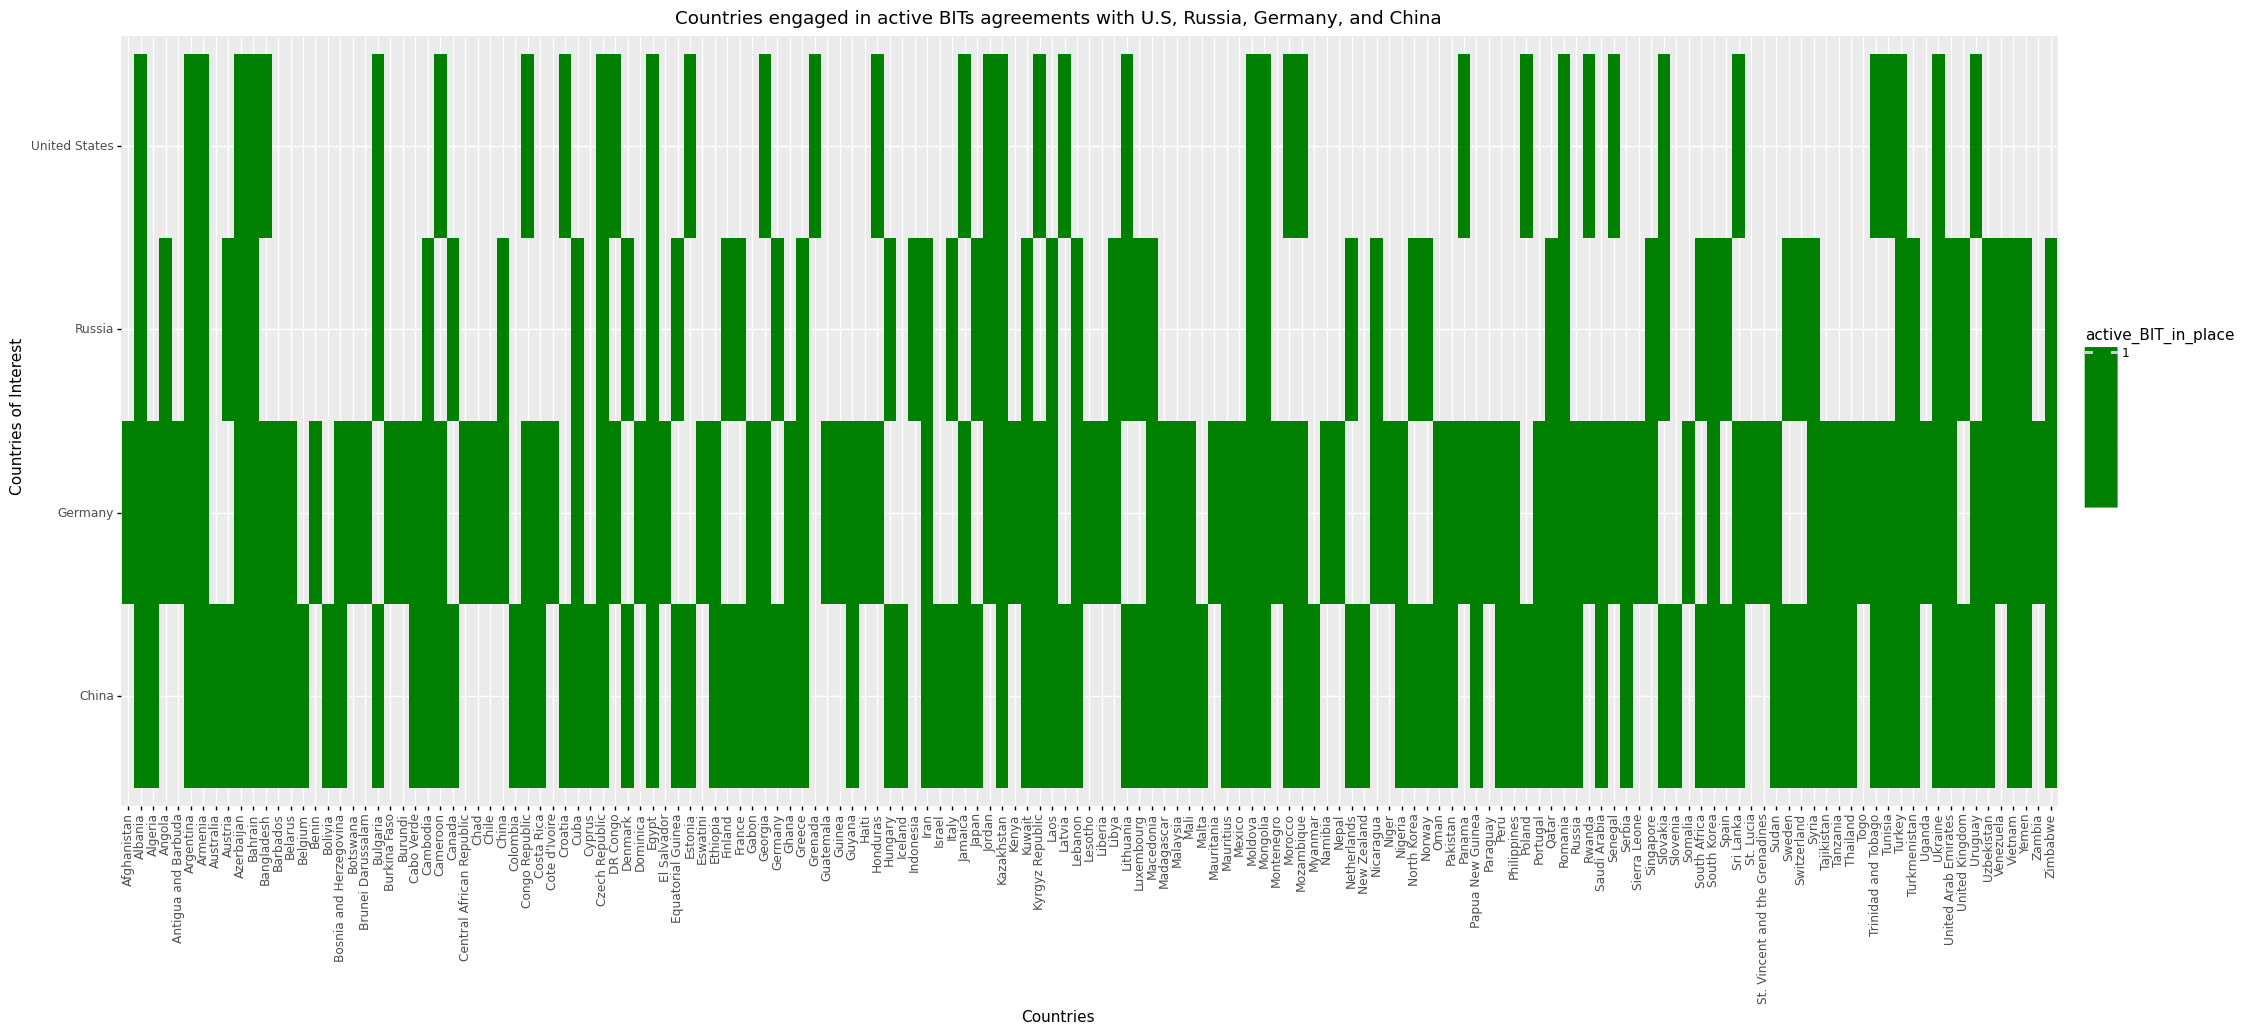 Countries engaged in active BITs agreements with U.S, Russia, Germany, and China
Countries of Interest
United States
Russia
Germany
China
Afghanistan
Albania
Algeria
Angola
Antigua and Barbuda
Argentina
Armenia
Australia
Austria
Azerbaijan
Bahrain
Bangladesh
Barbados
Belarus
Belgium
Benin
Bolivia
Bosnia and Herzegovina
Botswana
Brunei Darussalam
Bulgaria
Burkina Faso
Burundi
Cabo Verde
Cambodia
Cameroon
Canada
Central African Republic
Chad
Chile
China
Colombia
Congo Republic
Costa Rica
Cote d'Ivoire
Croatia
Cuba
Cyprus
Czech Republic
DR Congo
Denmark
Dominica
Egypt
El Salvador
Equatorial Guinea
Estonia
Eswatini
Ethiopia
Finland
France
Gabon
Georgia
Germany
Ghana
Greece
Grenada
Guatemala
Guinea
Guyana
Haiti
Honduras
Hungary
Iceland
Indonesia
Iran
Israel
Italy
Jamaica
Japan
Jordan
Kazakhstan
Kenya
Kuwait
Kyrgyz Republic
Laos
Latvia
Lebanon
Lesotho
Liberia
Libya
Lithuania
Luxembourg
Macedonia
Madagascar
Malaysia
Mali
Malta
Mauritania
Mauritius
Mexico
Moldova
Mongolia
Montenegro
Morocco
Mozambique
Myanmar
Namibia
Nepal
Netherlands
New Zealand
Nicaragua
Niger
Nigeria
North Korea
Norway
Oman
Pakistan
Panama
Papua New Guinea
Paraguay
Peru
Philippines
Poland
Portugal
Qatar
Romania
Russia
Rwanda
Saudi Arabia
Senegal
Serbia
Sierra Leone
Singapore
Slovakia
Slovenia
Somalia
South Africa
South Korea
Spain
Sri Lanka
St. Lucia
St. Vincent and the Grenadines
Sudan
Sweden
Switzerland
Syria
Tajikistan
Tanzania
Thailand
Togo
Trinidad and Tobago
Tunisia
Turkey
Turkmenistan
Uganda
Ukraine
United Arab Emirates
United Kingdom
Uruguay
Uzbekistan
Venezuela
Vietnam
Yemen
Zambia
Zimbabwe
Countries
active_BIT_in_place
1